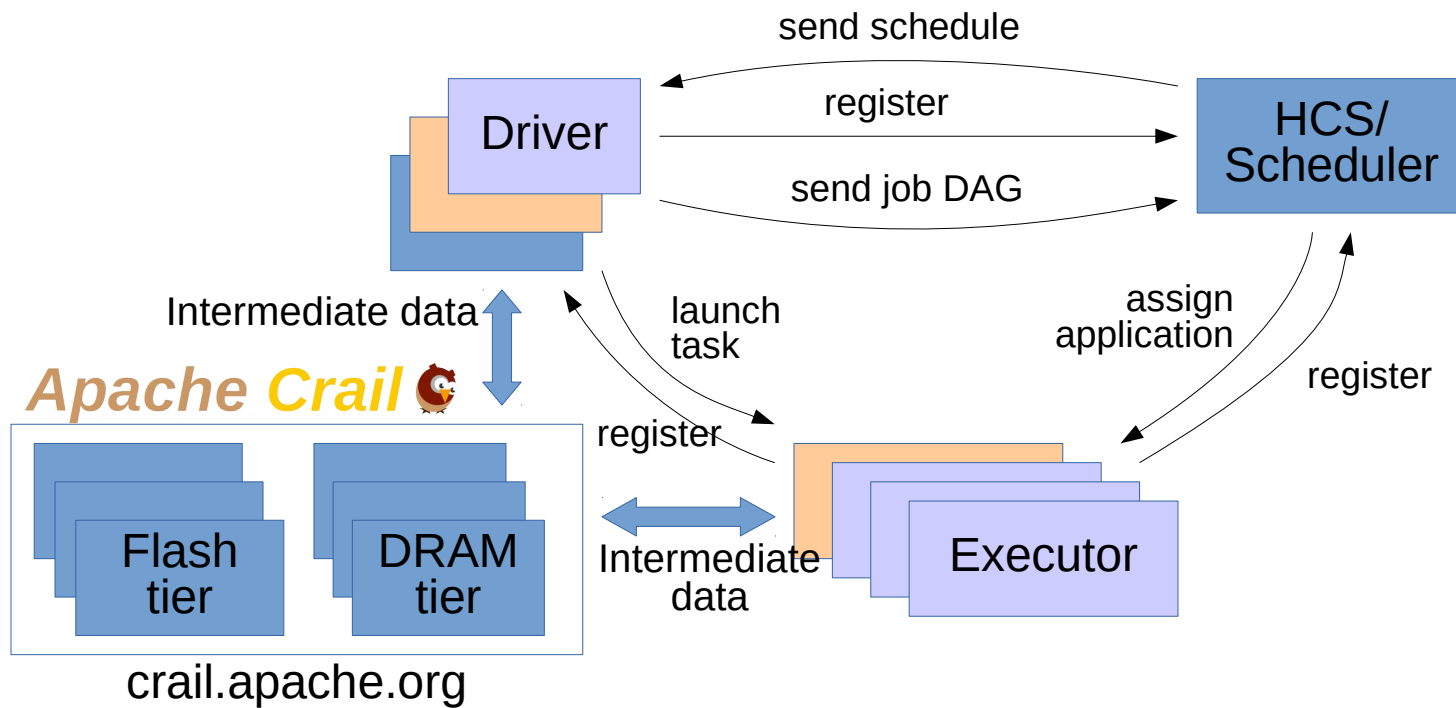 send schedule
register
Driver
HCS/
Scheduler
send job DAG
Intermediate data
launch
task
assign
application
register
Apache Crail
register
Flash
tier
DRAM
tier
Intermediate
data
Executor
crail.apache.org